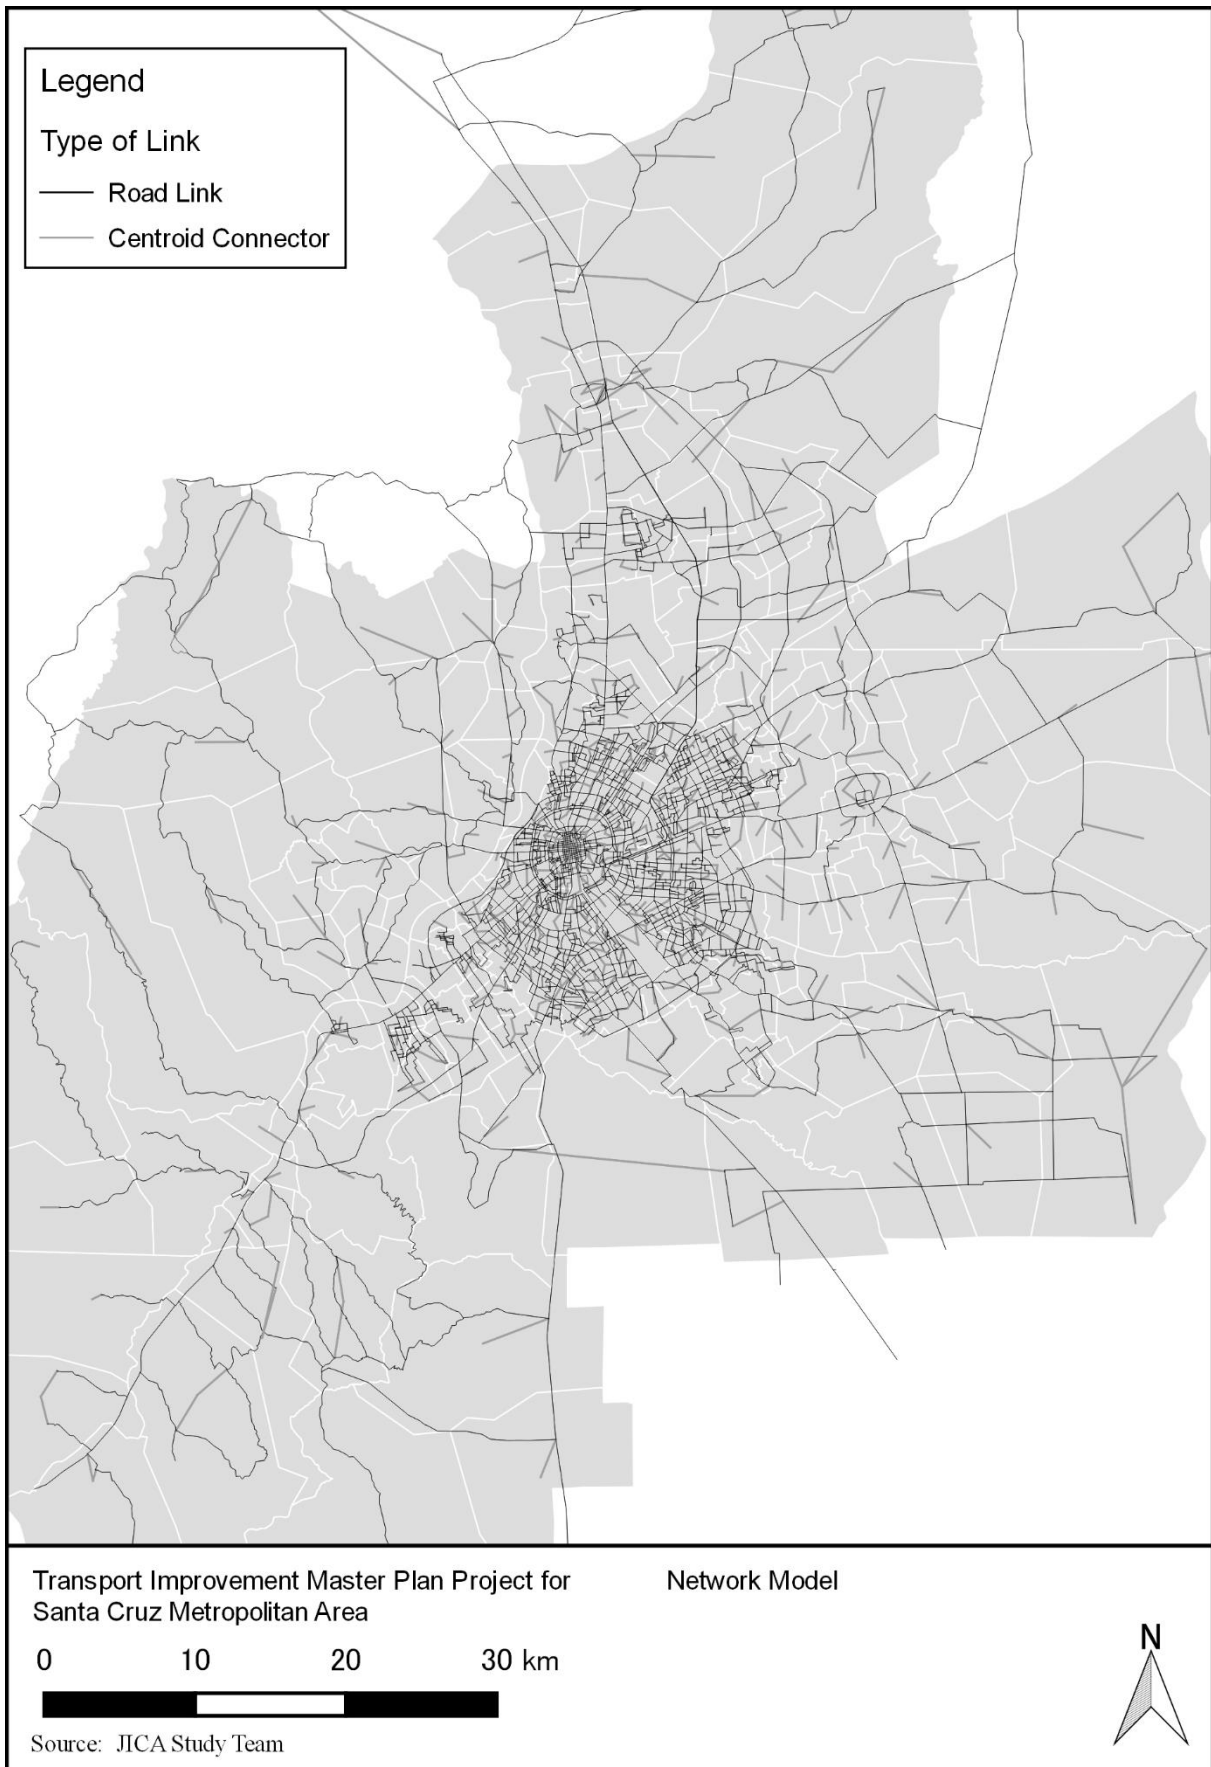 Legend
Type of Link
Road Link
Centroid Connector
Transport Improvement Master Plan Project for
Santa Cruz Metropolitan Area
Network Model
0 10 20 30 km
N
Source: JICA Study Team